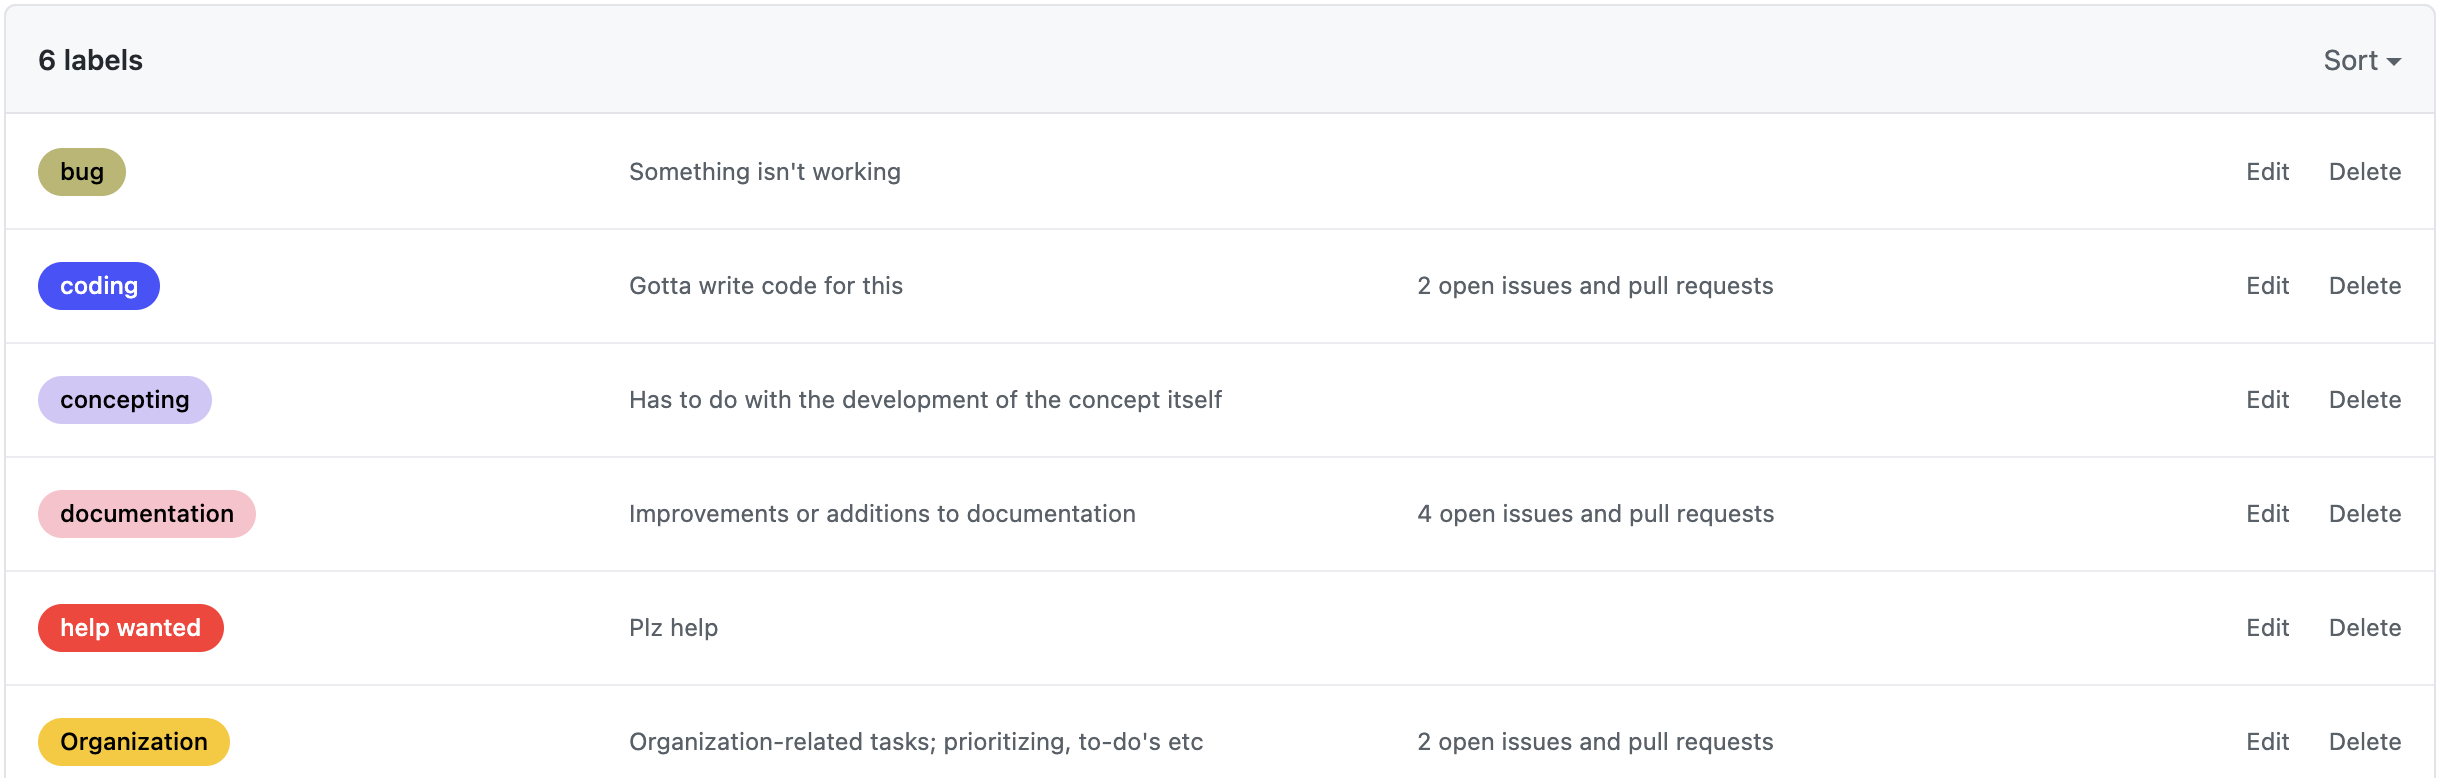 6 labels Sort
bug Something isn't working Edit Delete
coding Gotta write code for this 2 open issues and pull requests Edit Delete
concepting Has to do with the development of the concept itself Edit Delete
documentation Improvements or additions to documentation 4 open issues and pull requests Edit Delete
help wanted Plz help Edit Delete
Organization Organization-related tasks; prioritizing, to-do's etc 2 open issues and pull requests Edit Delete